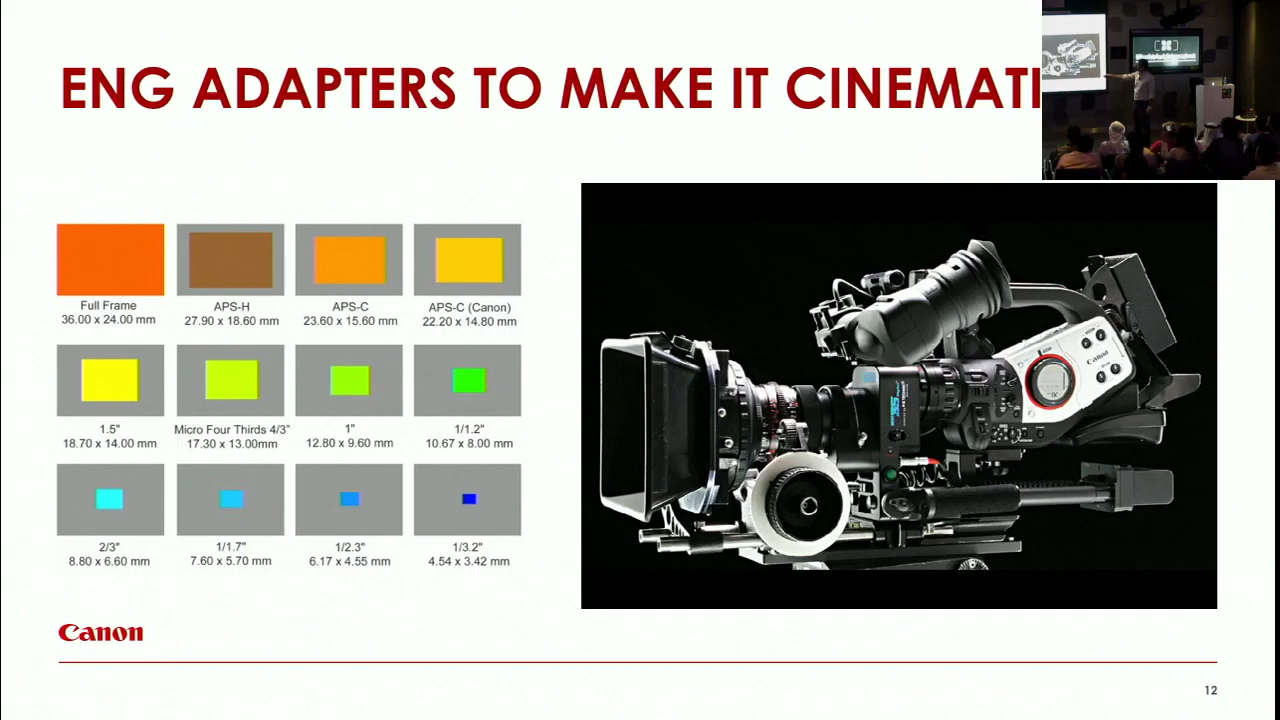 ENG ADAPTERS TO MAKE IT CINEMATI
Full Frame
36.00 x 24.00 mm
APS-H
27.90 x 18.60 mm
APS-C
23.60 x 15.60 mm
APS-C (Canon)
22.20 x 14.80 mm
1.5"
18.70 x 14.00 mm
Micro Four Thirds 4/3"
17.30 x 13.00mm
1"
12.80 x 9.60 mm
1/1.2"
10.67 x 8.00 mm
2/3"
8.80 x 6.60 mm
1/1.7"
7.60 x 5.70 mm
1/2.3"
6.17 x 4.55 mm
1/3.2"
4.54 x 3.42 mm
Canon
Canon
12